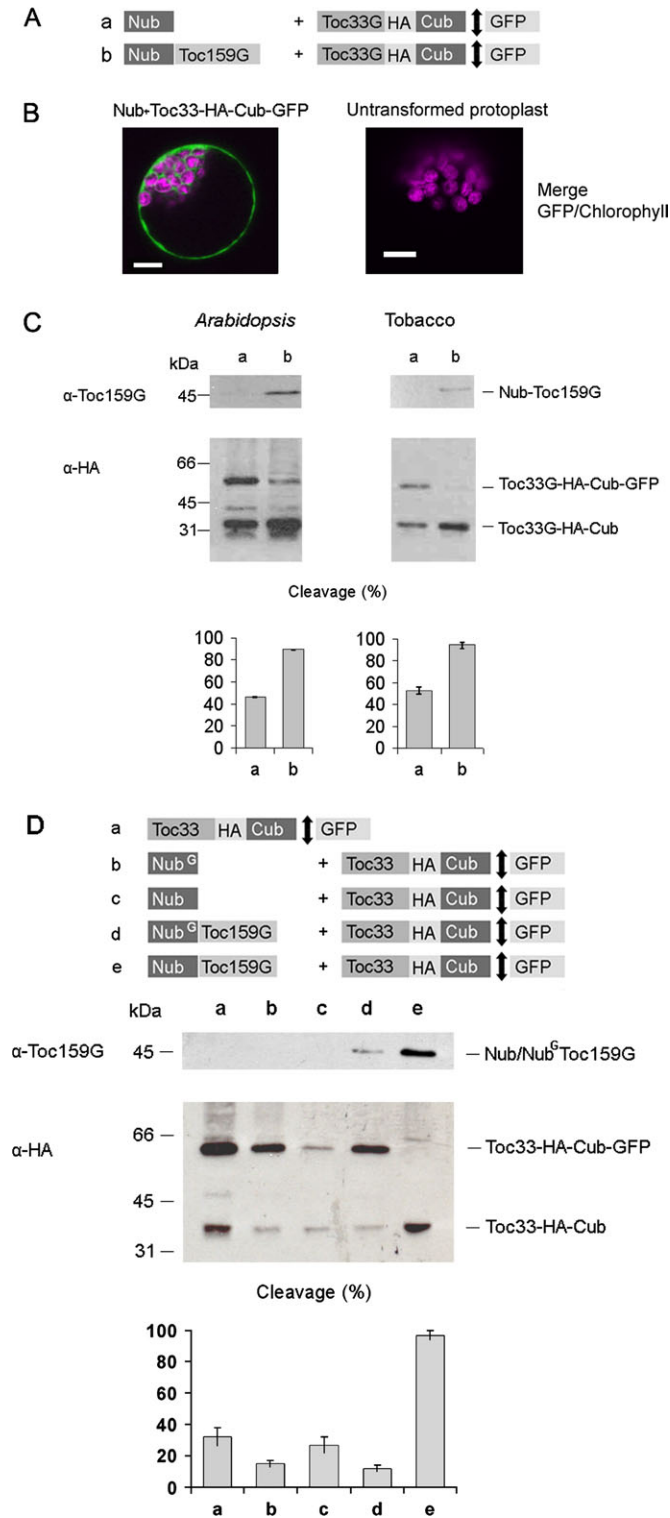 A
a Nub + Toc33G HA Cub GFP
b Nub Toc159G + Toc33G HA Cub GFP
B
Nub+Toc33-HA-Cub-GFP Untransformed protoplast
Merge
GFP/Chlorophyll
C
Arabidopsis Tobacco
kDa a b a b
α-Toc159G 45 — – Nub-Toc159G
α-HA 66 —
45 — – Toc33G-HA-Cub-GFP
31 — – Toc33G-HA-Cub
Cleavage (%)
100 100
80 80
60 60
40 40
20 20
0 0
a b a b
D
a Toc33 HA Cub GFP
b Nub G + Toc33 HA Cub GFP
c Nub + Toc33 HA Cub GFP
d Nub G Toc159G + Toc33 HA Cub GFP
e Nub Toc159G + Toc33 HA Cub GFP
kDa a b c d e
α-Toc159G 45 — — Nub/Nub G Toc159G
α-HA 66 — — Toc33-HA-Cub-GFP
45 —
31 — — Toc33-HA-Cub
Cleavage (%)
100
80
60
40
20
0
a b c d e